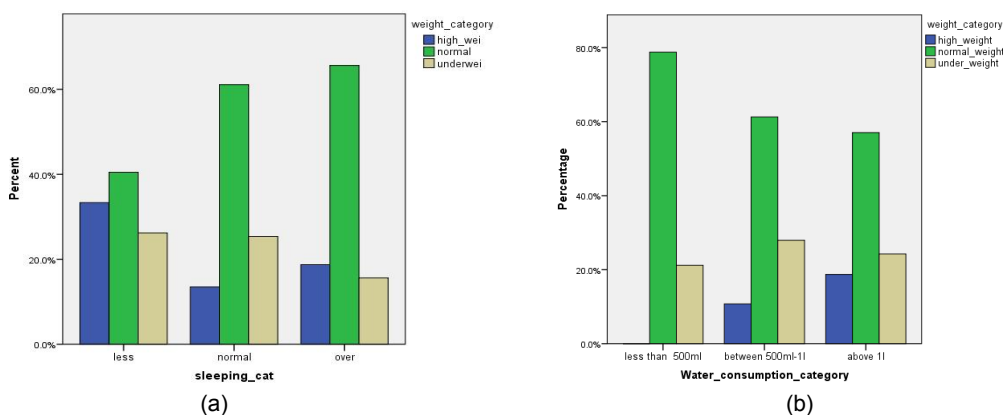 weight_category
high_wei
normal
underwei
60.0%
40.0%
20.0%
0.0%
Percent
less normal over
sleeping_cat
(a)
weight_category
high_weight
normal_weight
under_weight
80.0%
60.0%
40.0%
20.0%
0.0%
Percentage
less than 500ml between 500ml-1l above 1l
Water_consumption_category
(b)